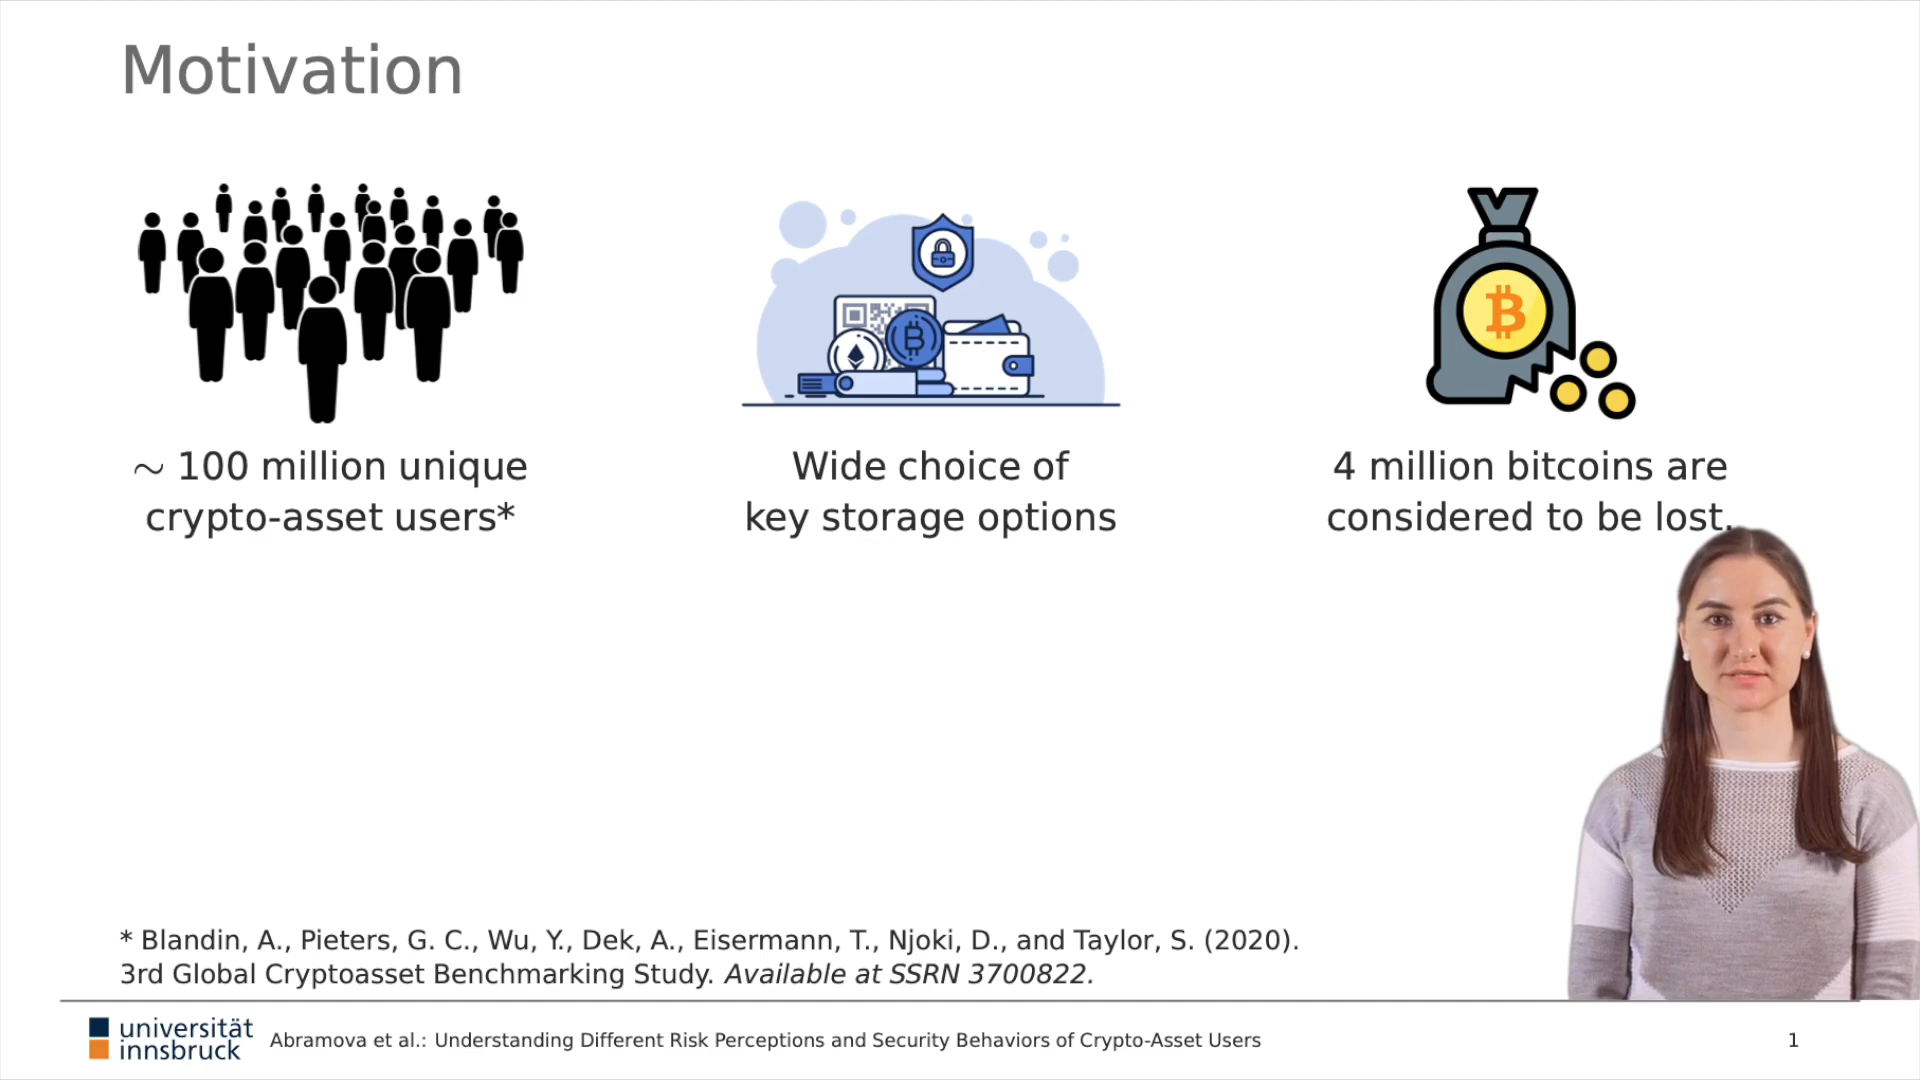 Motivation
∼ 100 million unique
crypto-asset users*
Wide choice of
key storage options
4 million bitcoins are
considered to be lost.
* Blandin, A., Pieters, G. C., Wu, Y., Dek, A., Eisermann, T., Njoki, D., and Taylor, S. (2020).
3rd Global Cryptoasset Benchmarking Study. Available at SSRN 3700822.
universität
innsbruck
Abramova et al.: Understanding Different Risk Perceptions and Security Behaviors of Crypto-Asset Users
1